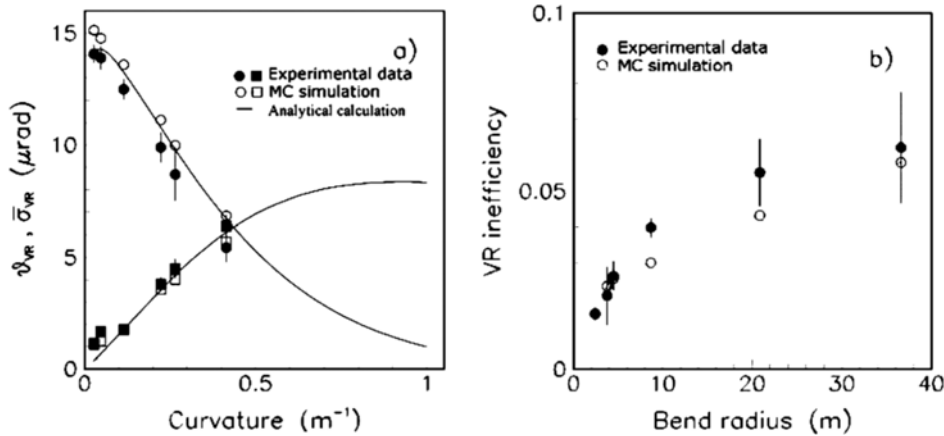 a)
Experimental data
MC simulation
Analytical calculation
15
10
5
0
ϑVR, σ̅VR (μrad)
0
0.5
1
Curvature (m⁻¹)
b)
Experimental data
MC simulation
0.1
0.05
0
VR inefficiency
0
10
20
30
40
Bend radius (m)